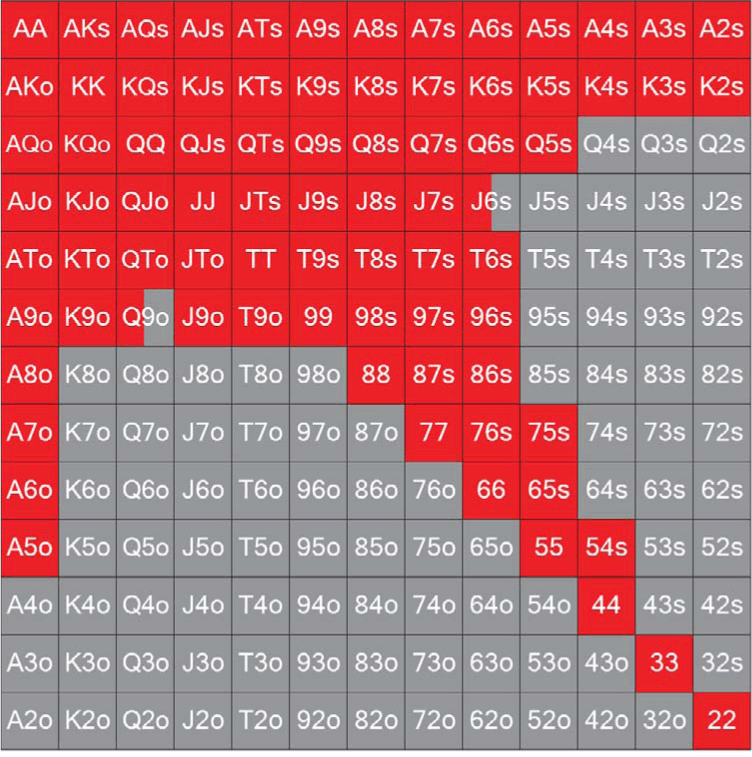 AA AKs AQs AJs ATs A9s A8s A7s A6s A5s A4s A3s A2s
AKo KK KQs KJs KTs K9s K8s K7s K6s K5s K4s K3s K2s
AQo KQo QQ QJs QTs Q9s Q8s Q7s Q6s Q5s Q4s Q3s Q2s
AJo KJo QJo JJ JTs J9s J8s J7s J6s J5s J4s J3s J2s
ATo KTo QTo JTo TT T9s T8s T7s T6s T5s T4s T3s T2s
A9o K9o Q9o J9o T9o 99 98s 97s 96s 95s 94s 93s 92s
A8o K8o Q8o J8o T8o 98o 88 87s 86s 85s 84s 83s 82s
A7o K7o Q7o J7o T7o 97o 87o 77 76s 75s 74s 73s 72s
A6o K6o Q6o J6o T6o 96o 86o 76o 66 65s 64s 63s 62s
A5o K5o Q5o J5o T5o 95o 85o 75o 65o 55 54s 53s 52s
A4o K4o Q4o J4o T4o 94o 84o 74o 64o 54o 44 43s 42s
A3o K3o Q3o J3o T3o 93o 83o 73o 63o 53o 43o 33 32s
A2o K2o Q2o J2o T2o 92o 82o 72o 62o 52o 42o 32o 22